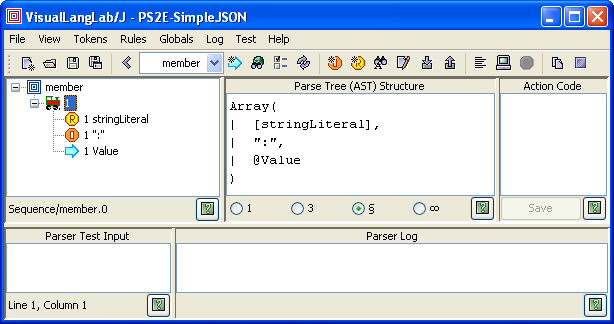 VisualLangLab/J - PS2E-SimpleJSON
File View Tokens Rules Globals Log Test Help
member
member
1
R 1 stringLiteral
1 ":"
1 Value
Sequence/member.0
Parse Tree (AST) Structure
Array(
| [stringLiteral],
| ":",
| @Value
)
1 3 § ∞
Action Code
Save
Parser Test Input
Line 1, Column 1
Parser Log